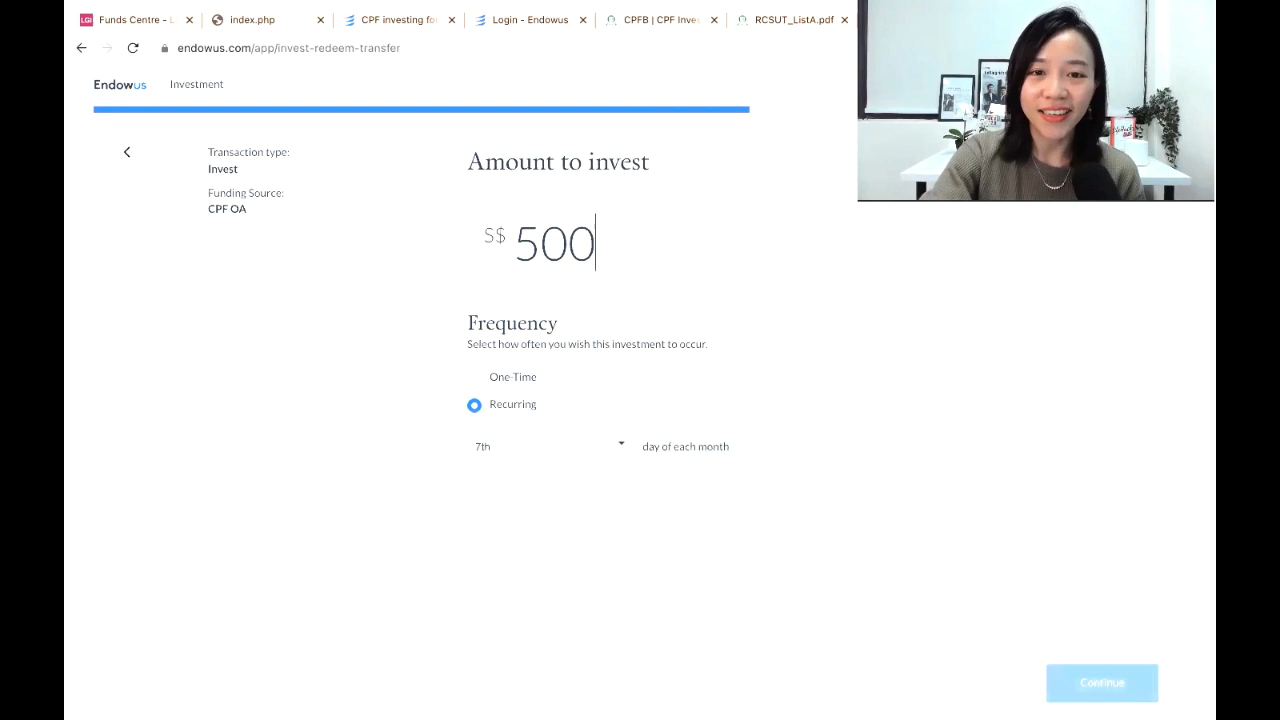 Funds Centre - L
index.php
CPF investing fo
Login - Endowus
CPFB | CPF Inve
RCSUT_ListA.pdf
endowus.com/app/invest-redeem-transfer
Endowus
Investment
Transaction type:
Invest
Funding Source:
CPF OA
Amount to invest
S$ 500
Frequency
Select how often you wish this investment to occur.
One-Time
Recurring
7th
day of each month
Continue